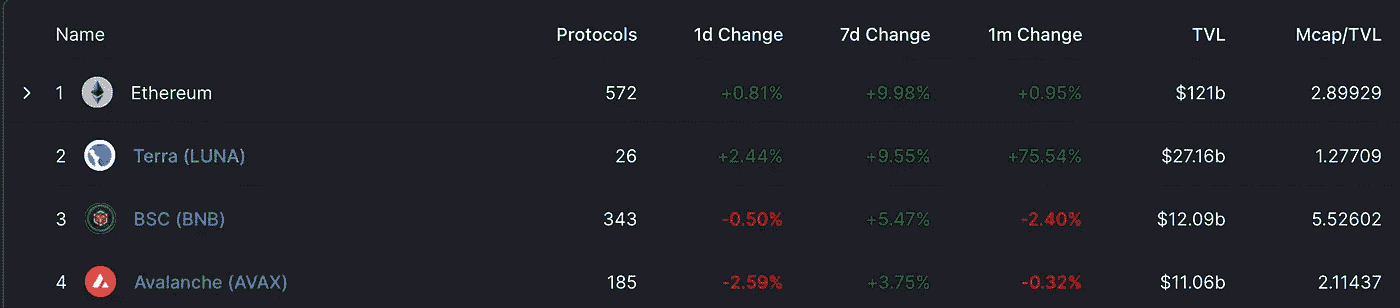 Name Protocols 1d Change 7d Change 1m Change TVL Mcap/TVL
1 Ethereum 572 +0.81% +9.98% +0.95% $121b 2.89929
2 Terra (LUNA) 26 +2.44% +9.55% +75.54% $27.16b 1.27709
3 BSC (BNB) 343 -0.50% +5.47% -2.40% $12.09b 5.52602
4 Avalanche (AVAX) 185 -2.59% +3.75% -0.32% $11.06b 2.11437